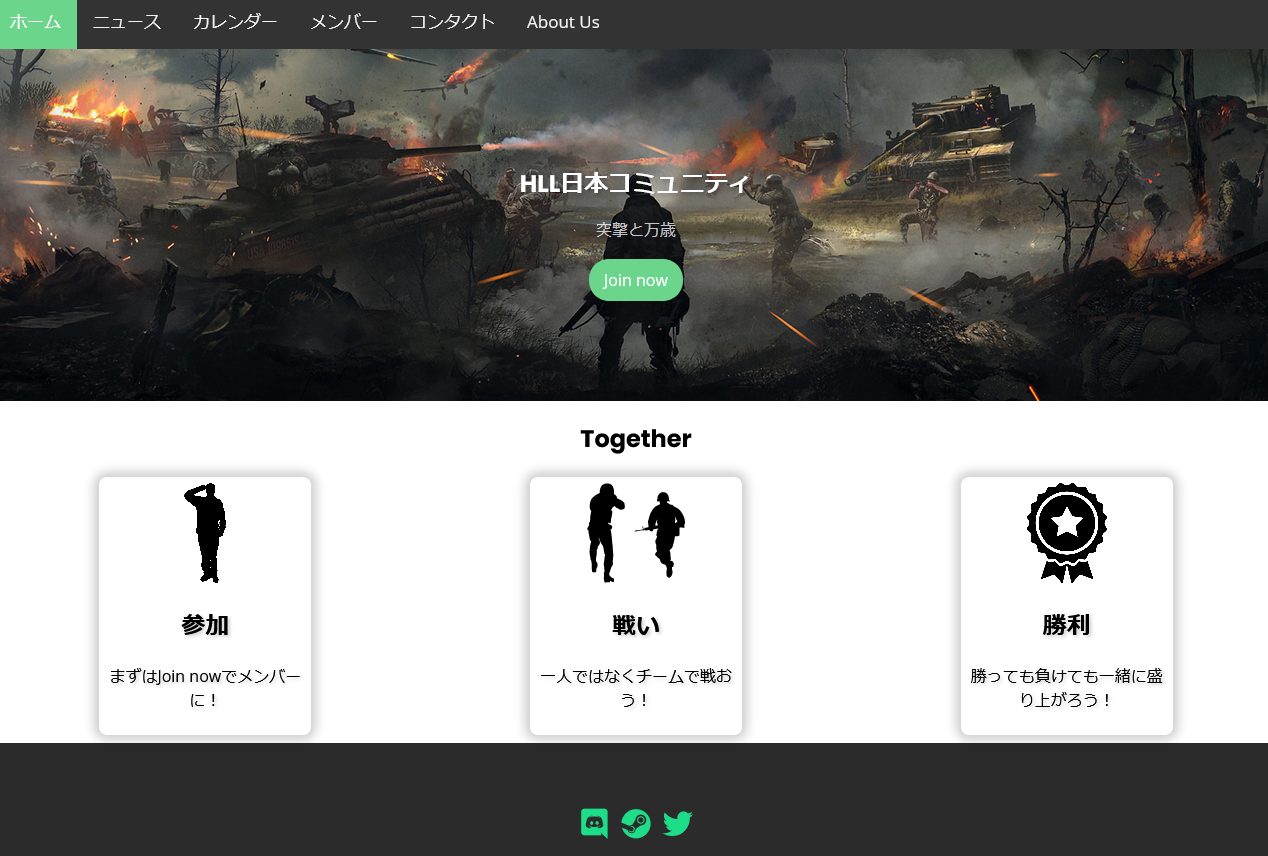 ホーム ニュース カレンダー メンバー コンタクト About Us
HLL日本コミュニティ
突撃と万歳
Join now
Together
参加
まずはJoin nowでメンバー
に！
戦い
一人ではなくチームで戦お
う！
勝利
勝っても負けても一緒に盛
り上がろう！